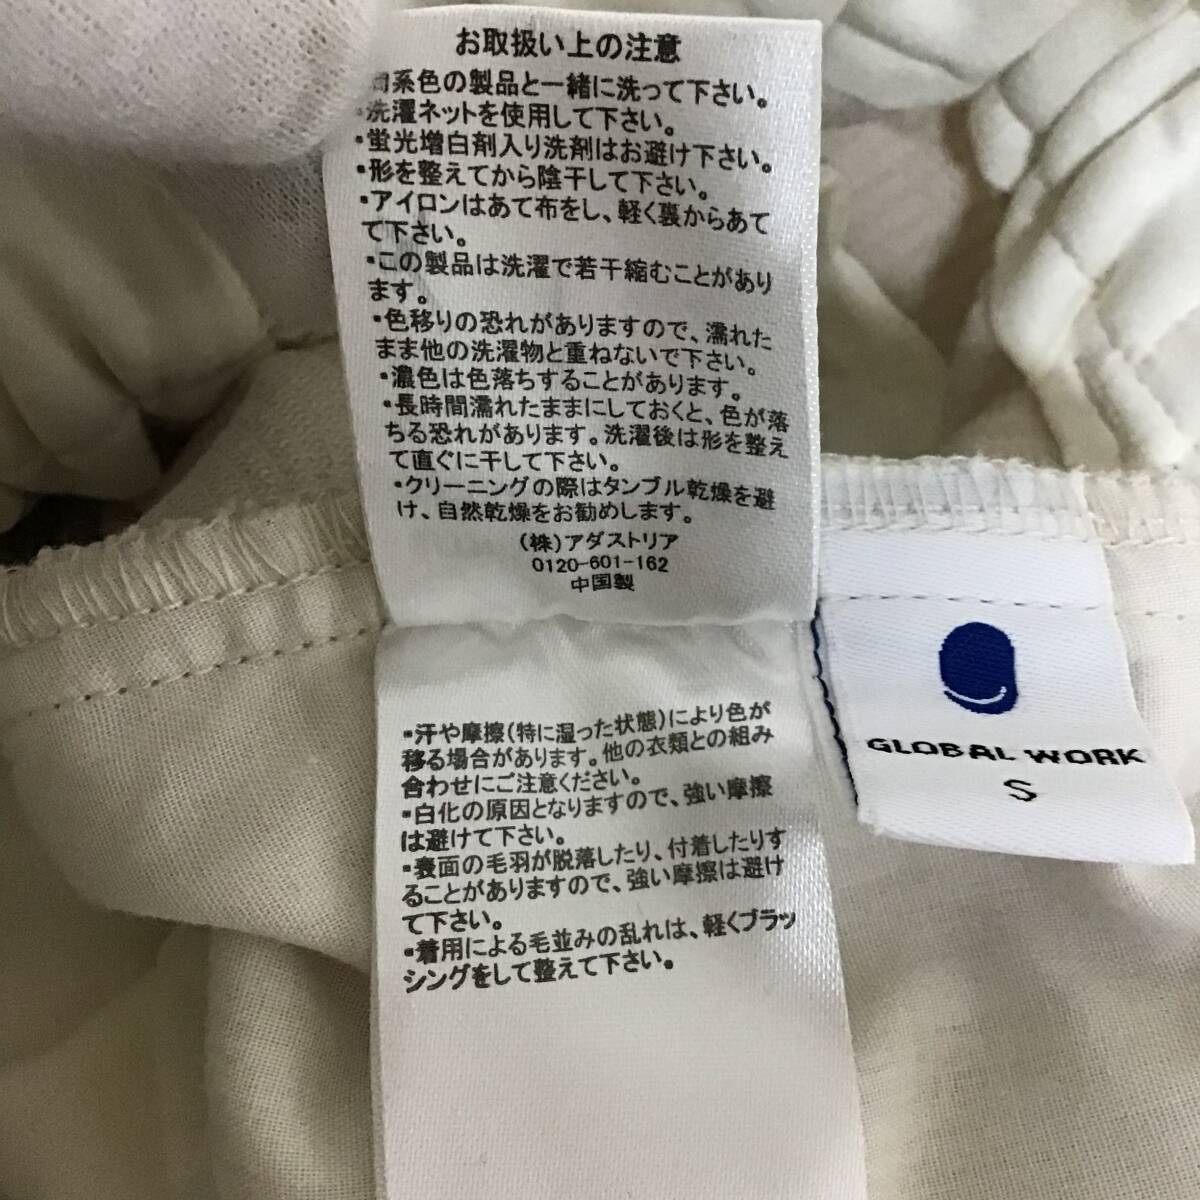 お取扱い上の注意
同系色の製品と一緒に洗って下さい。
・洗濯ネットを使用して下さい。
・蛍光増白剤入り洗剤はお避け下さい。
・形を整えてから陰干して下さい。
・アイロンはあて布をし、軽く裏からあて
て下さい。
・この製品は洗濯で若干縮むことがあり
ます。
・色移りの恐れがありますので、濡れた
まま他の洗濯物と重ねないで下さい。
・濃色は色落ちすることがあります。
・長時間濡れたままにしておくと、色が落
ちる恐れがあります。洗濯後は形を整え
て直ぐに干して下さい。
・クリーニングの際はタンブル乾燥を避
け、自然乾燥をお勧めします。
(株)アダストリア
0120-601-162
中国製
GLOBAL WORK
S
・汗や摩擦(特に湿った状態)により色が
移る場合があります。他の衣類との組み
合わせにご注意ください。
・白化の原因となりますので、強い摩擦
は避けて下さい。
・表面の毛羽が脱落したり、付着したりす
ることがありますので、強い摩擦は避け
て下さい。
・着用による毛並みの乱れは、軽くブラッ
シングをして整えて下さい。